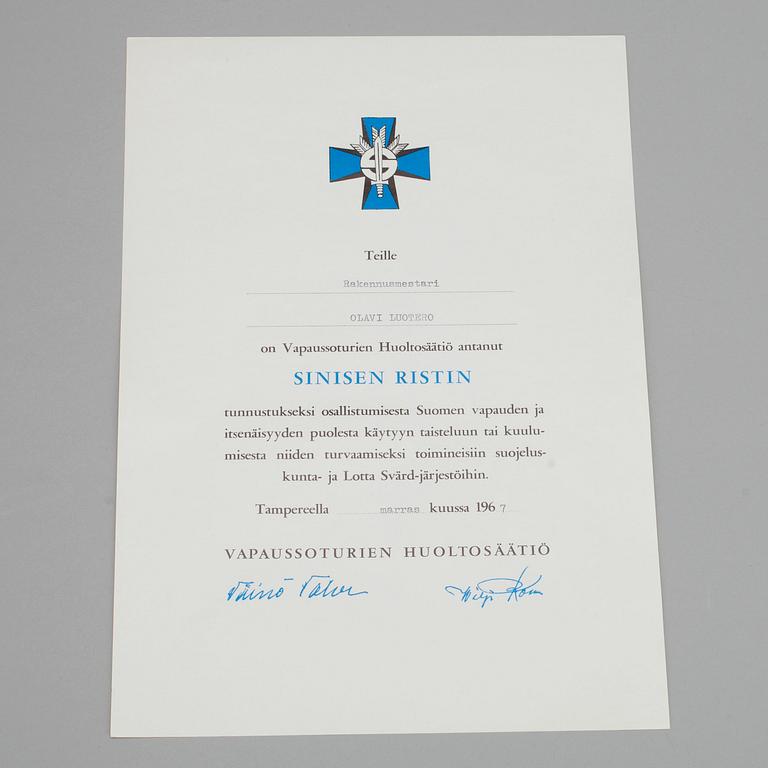 S
Teille
Rakennusmestari
OLAVI LUOTERO
on Vapaussoturien Huoltosäätiö antanut
SINISEN RISTIN
tunnustukseksi osallistumisesta Suomen vapauden ja
itsenäisyyden puolesta käytyyn taisteluun tai kuulu-
misesta niiden turvaamiseksi toimineisiin suojelus-
kunta- ja Lotta Svärd-järjestöihin.
Tampereella marras kuussa 1967
VAPAUSSOTURIEN HUOLTOSÄÄTIÖ
Väinö